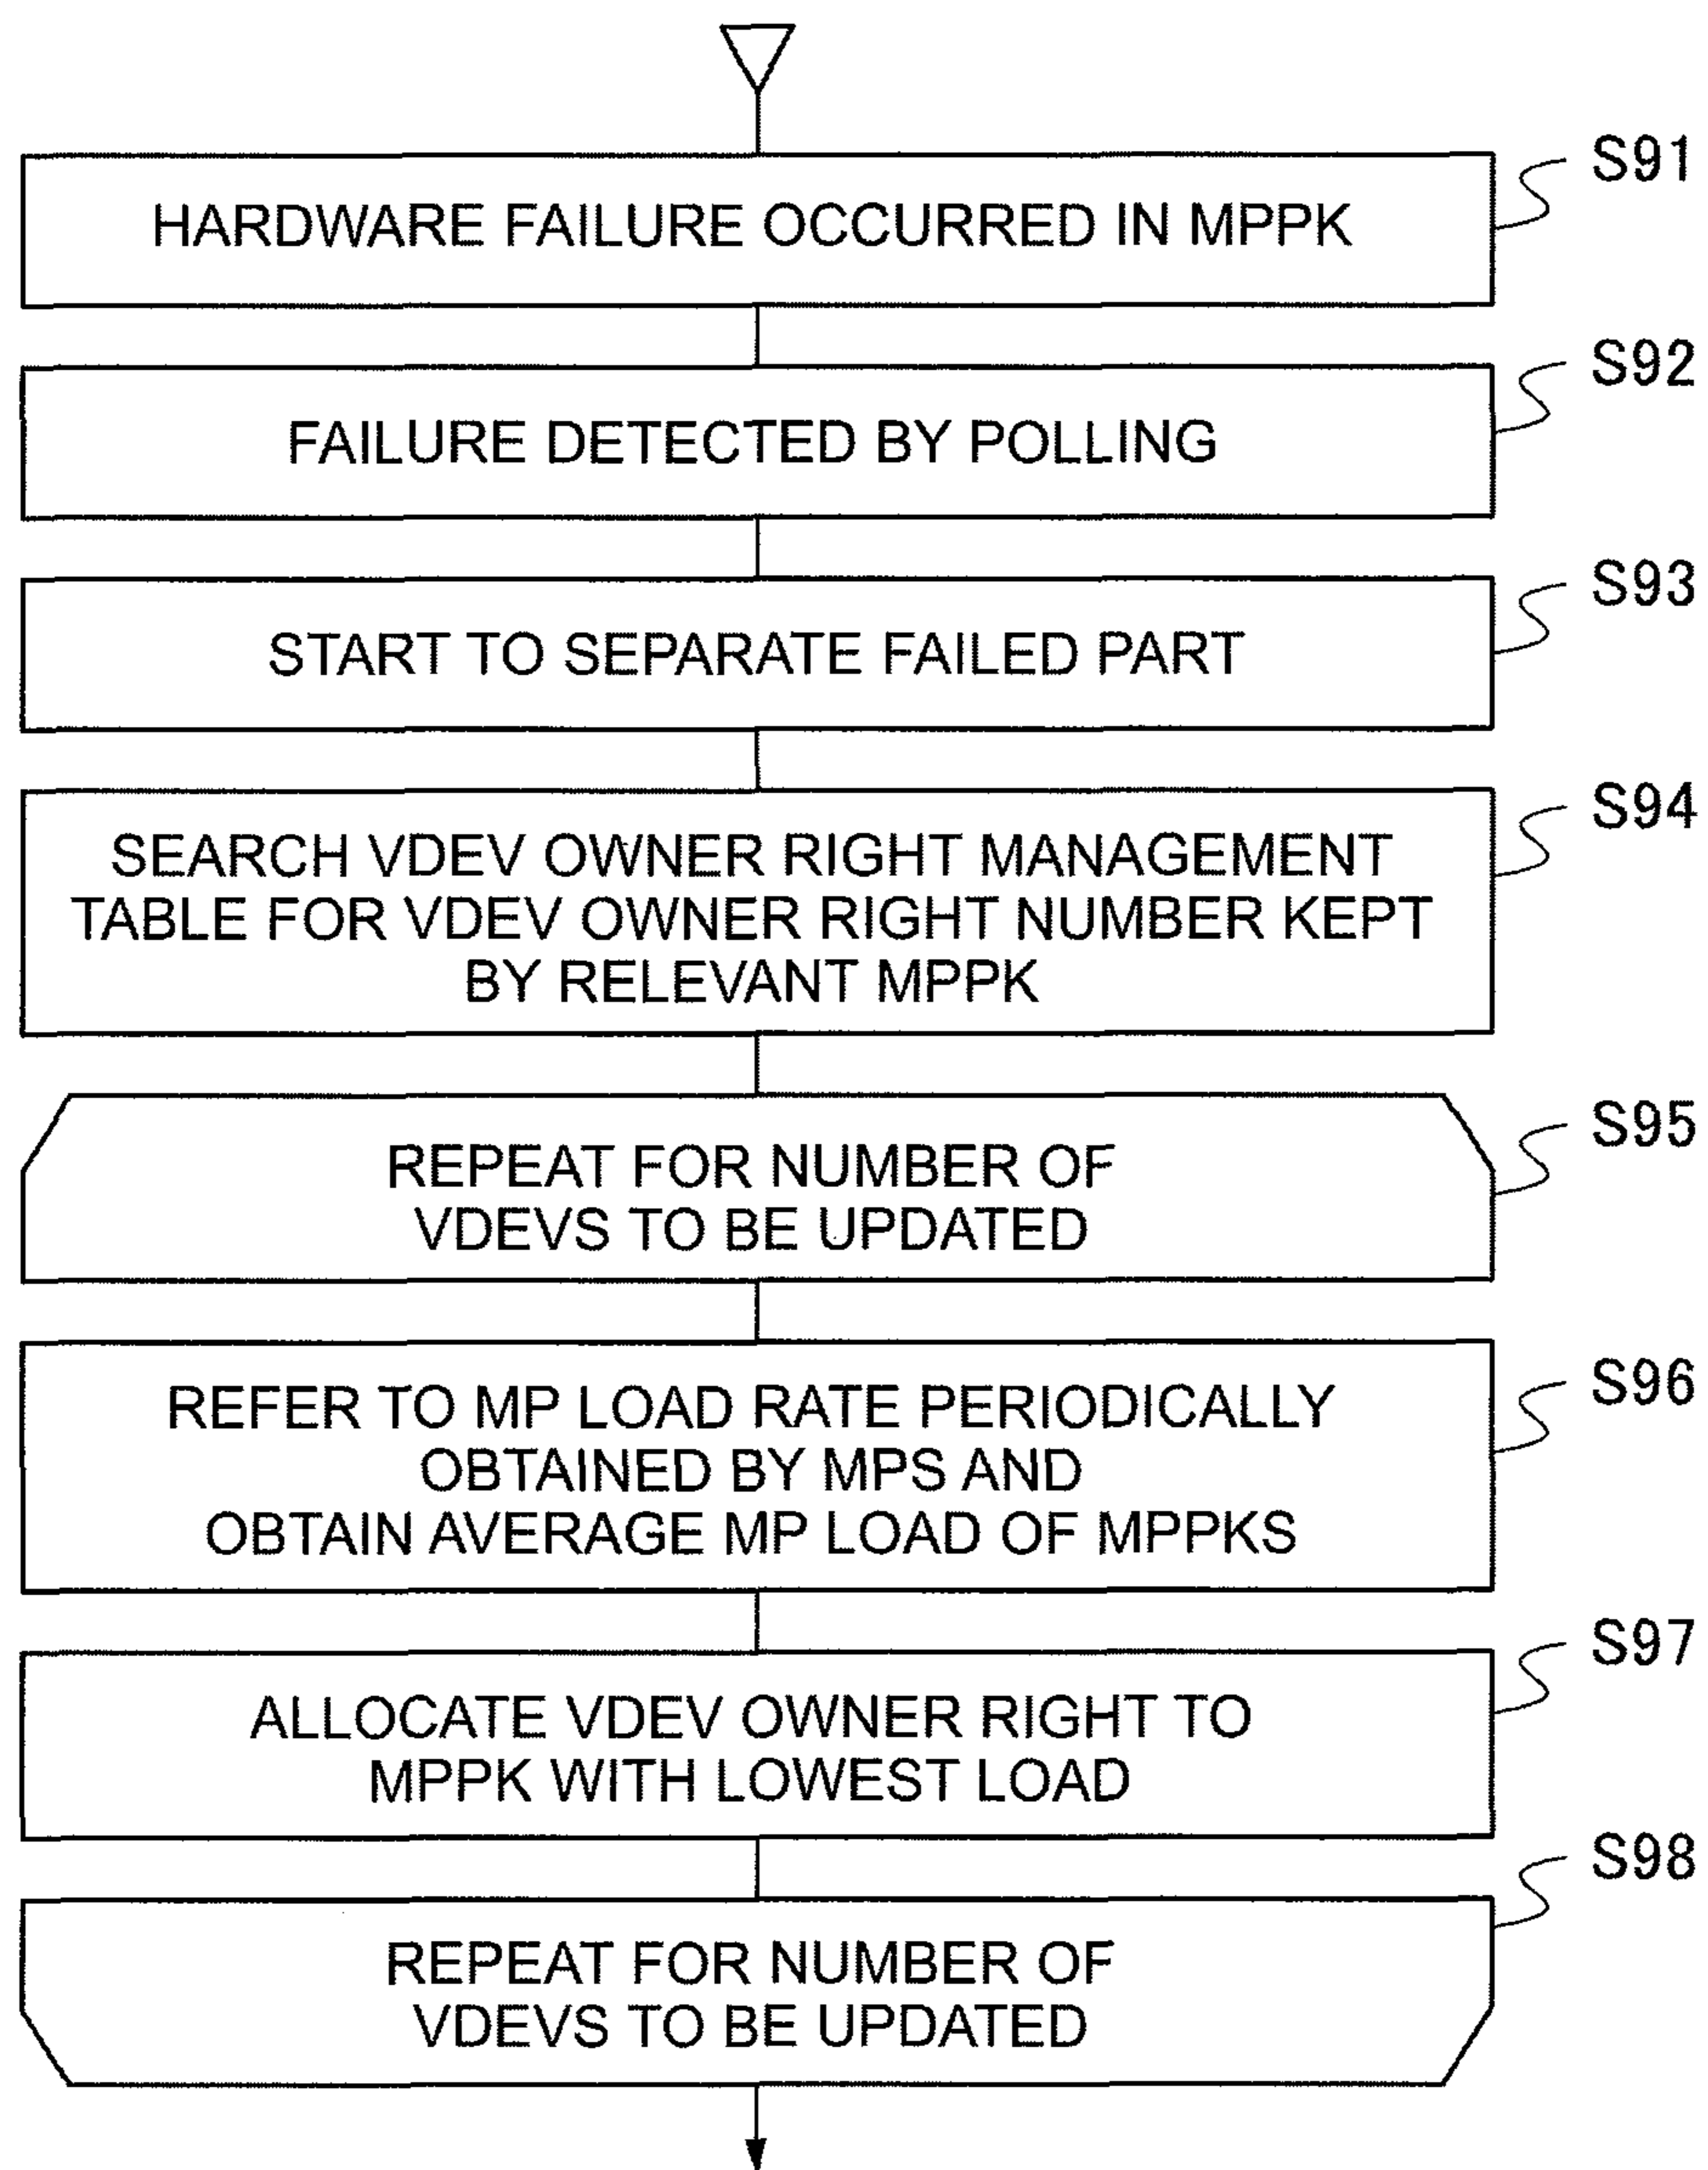 S91
HARDWARE FAILURE OCCURRED IN MPPK
S92
FAILURE DETECTED BY POLLING
S93
START TO SEPARATE FAILED PART
S94
SEARCH VDEV OWNER RIGHT MANAGEMENT
TABLE FOR VDEV OWNER RIGHT NUMBER KEPT
BY RELEVANT MPPK
S95
REPEAT FOR NUMBER OF
VDEVS TO BE UPDATED
S96
REFER TO MP LOAD RATE PERIODICALLY
OBTAINED BY MPS AND
OBTAIN AVERAGE MP LOAD OF MPPKS
S97
ALLOCATE VDEV OWNER RIGHT TO
MPPK WITH LOWEST LOAD
S98
REPEAT FOR NUMBER OF
VDEVS TO BE UPDATED